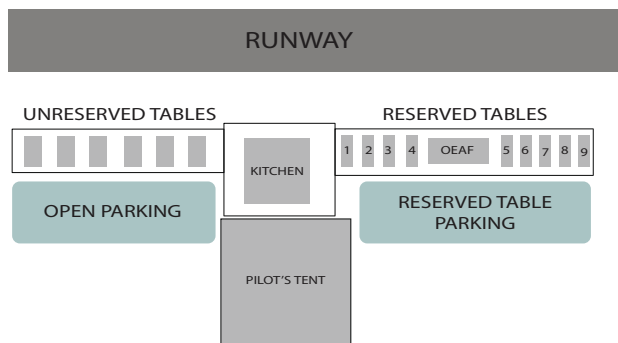 RUNWAY
UNRESERVED TABLES
RESERVED TABLES
KITCHEN
1 2 3 4 OEAF 5 6 7 8 9
OPEN PARKING
RESERVED TABLE
PARKING
PILOT'S TENT